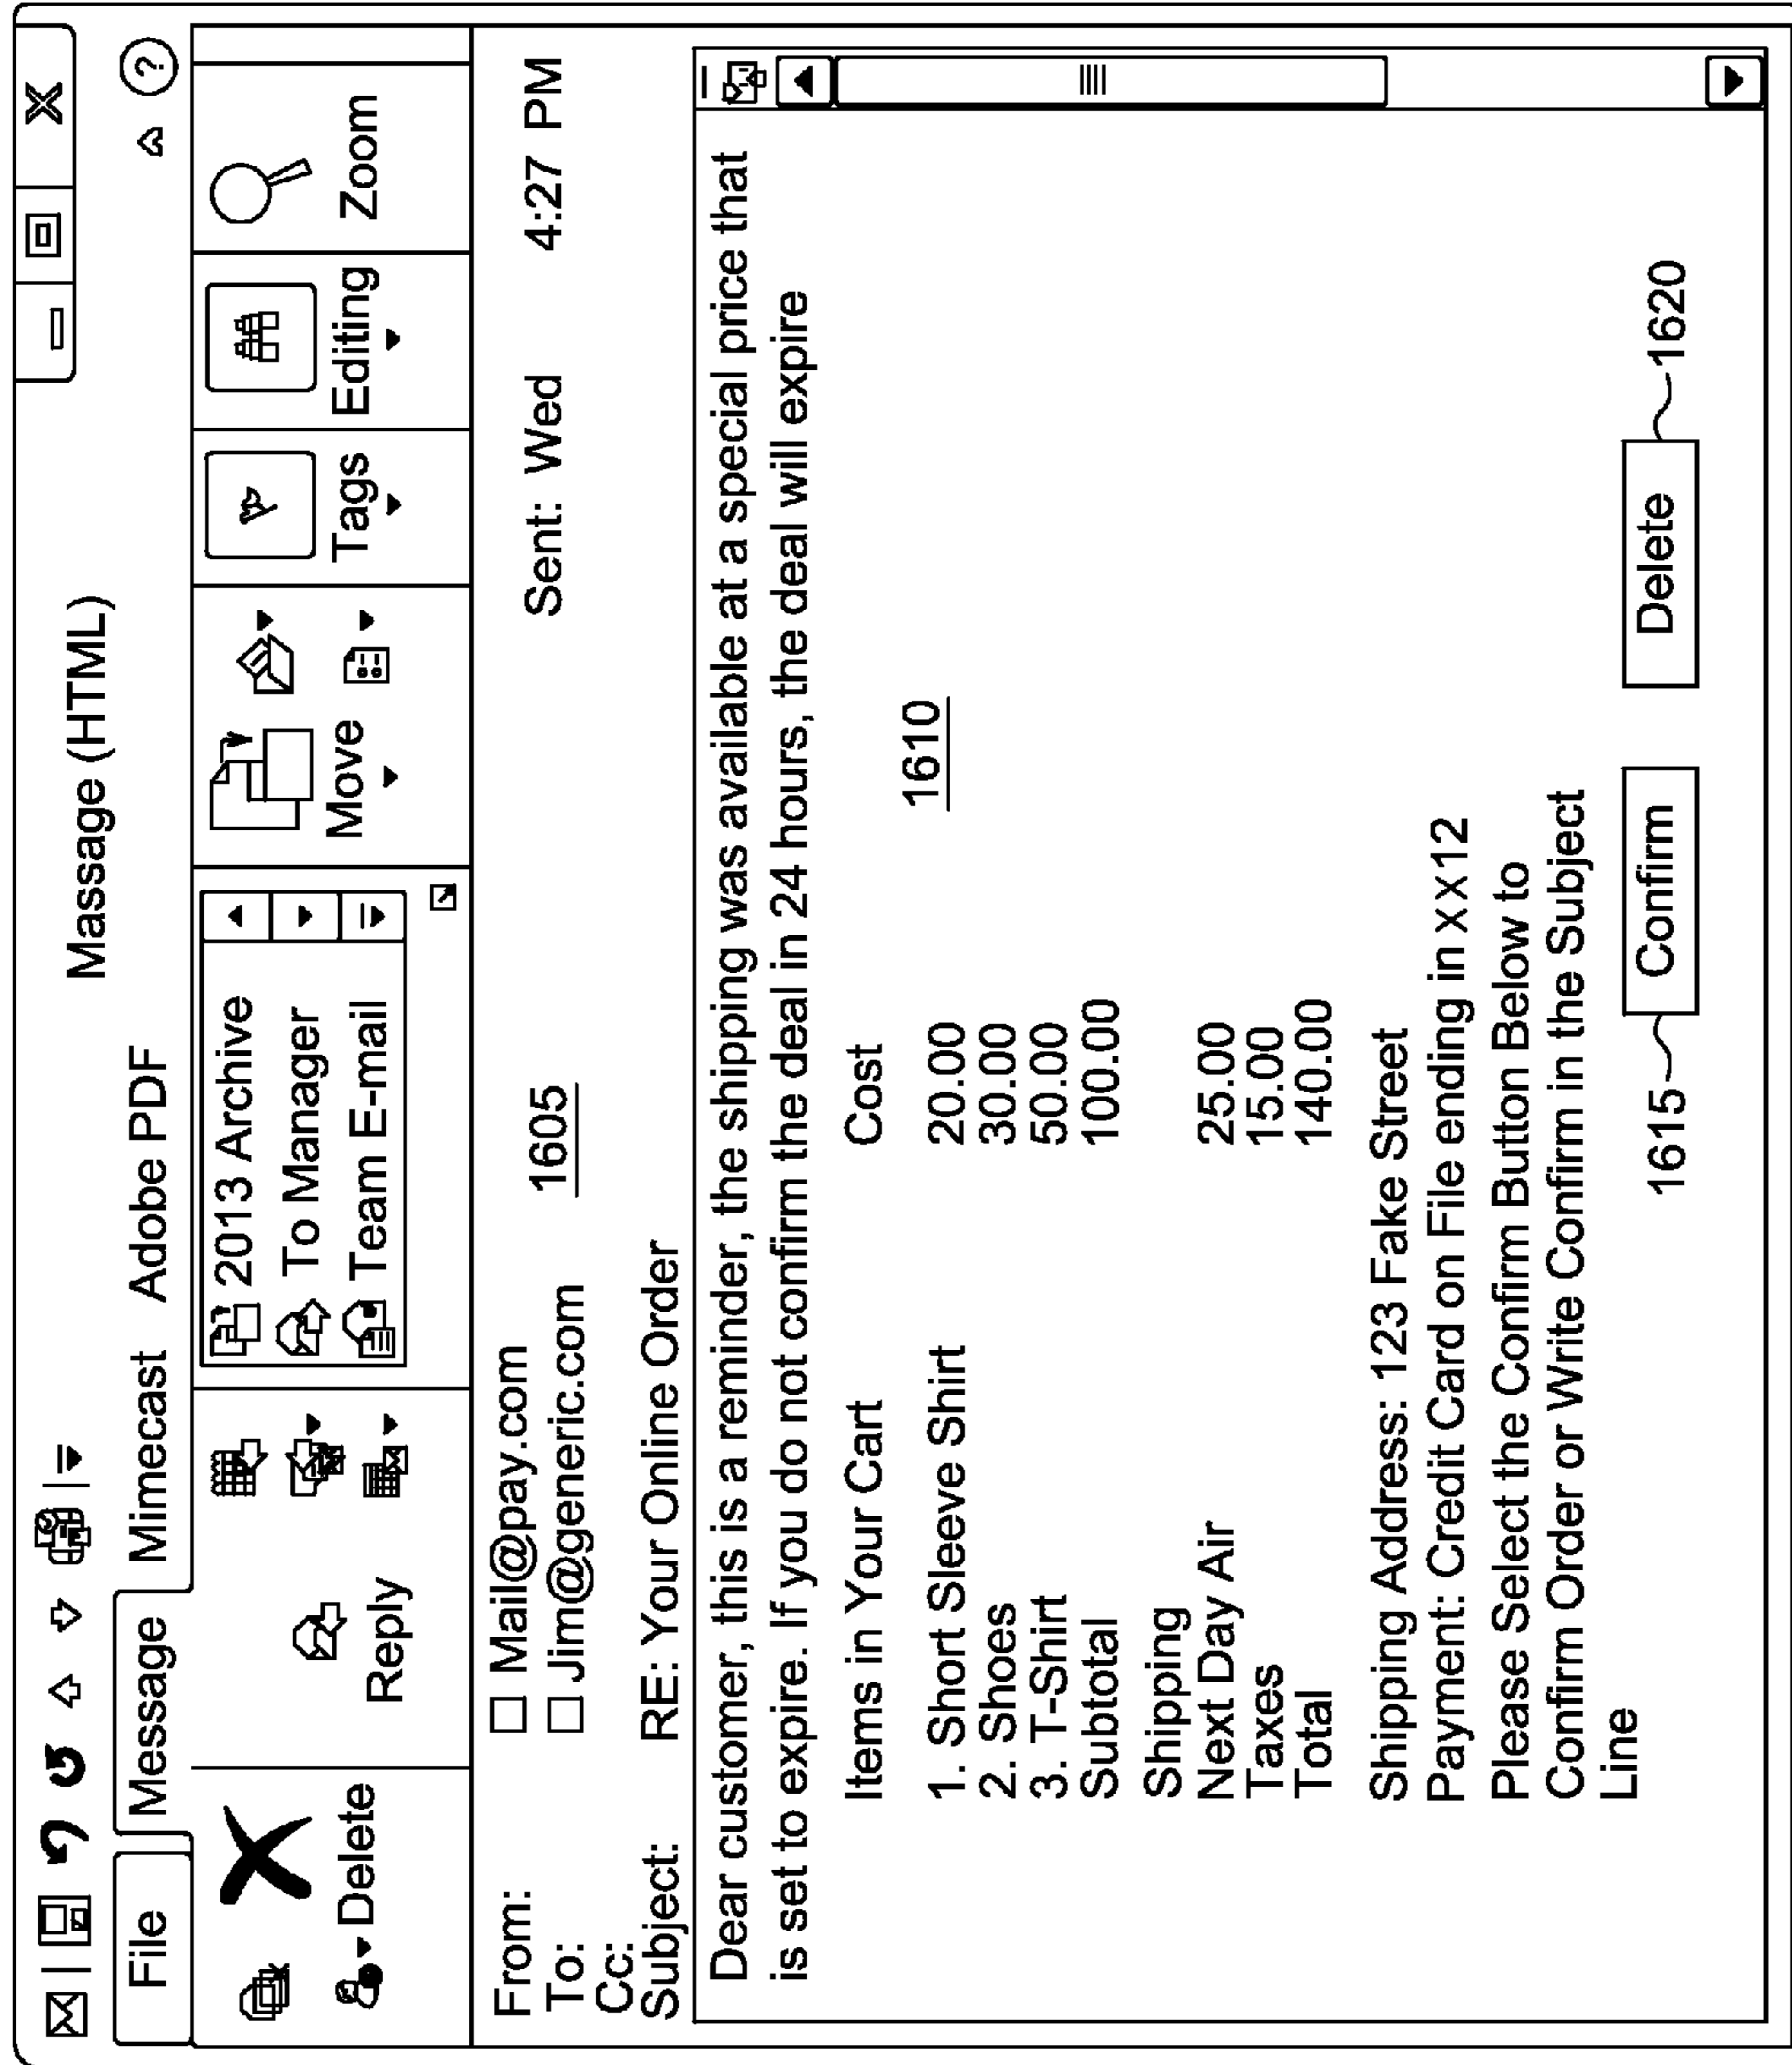 Massage (HTML)
File Message Mimecast Adobe PDF
Delete
Reply
2013 Archive
To Manager
Team E-mail
Move
Tags
Editing
Zoom
From: Mail@pay.com 1605 Sent: Wed 4:27 PM
To: Jim@generic.com
Cc:
Subject: RE: Your Online Order
Dear customer, this is a reminder, the shipping was available at a special price that
is set to expire. If you do not confirm the deal in 24 hours, the deal will expire
Items in Your Cart Cost
1610
1. Short Sleeve Shirt 20.00
2. Shoes 30.00
3. T-Shirt 50.00
Subtotal 100.00
Shipping
Next Day Air 25.00
Taxes 15.00
Total 140.00
Shipping Address: 123 Fake Street
Payment: Credit Card on File ending in xx12
Please Select the Confirm Button Below to
Confirm Order or Write Confirm in the Subject
Line
1615 Confirm Delete 1620